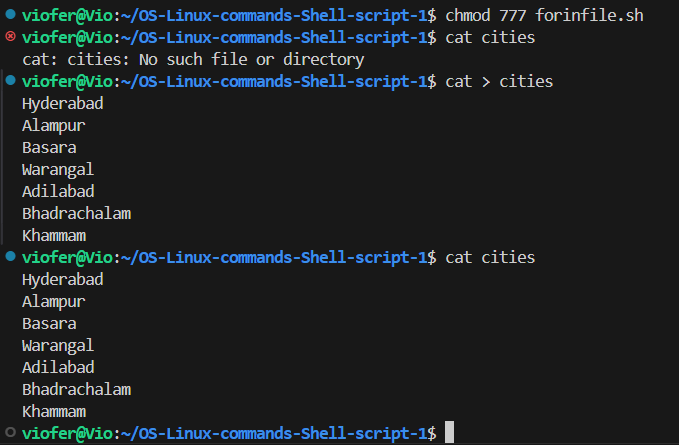 viofer@Vio:~/OS-Linux-commands-Shell-script-1$ chmod 777 forinfile.sh
viofer@Vio:~/OS-Linux-commands-Shell-script-1$ cat cities
cat: cities: No such file or directory
viofer@Vio:~/OS-Linux-commands-Shell-script-1$ cat > cities
Hyderabad
Alampur
Basara
Warangal
Adilabad
Bhadrachalam
Khammam
viofer@Vio:~/OS-Linux-commands-Shell-script-1$ cat cities
Hyderabad
Alampur
Basara
Warangal
Adilabad
Bhadrachalam
Khammam
viofer@Vio:~/OS-Linux-commands-Shell-script-1$